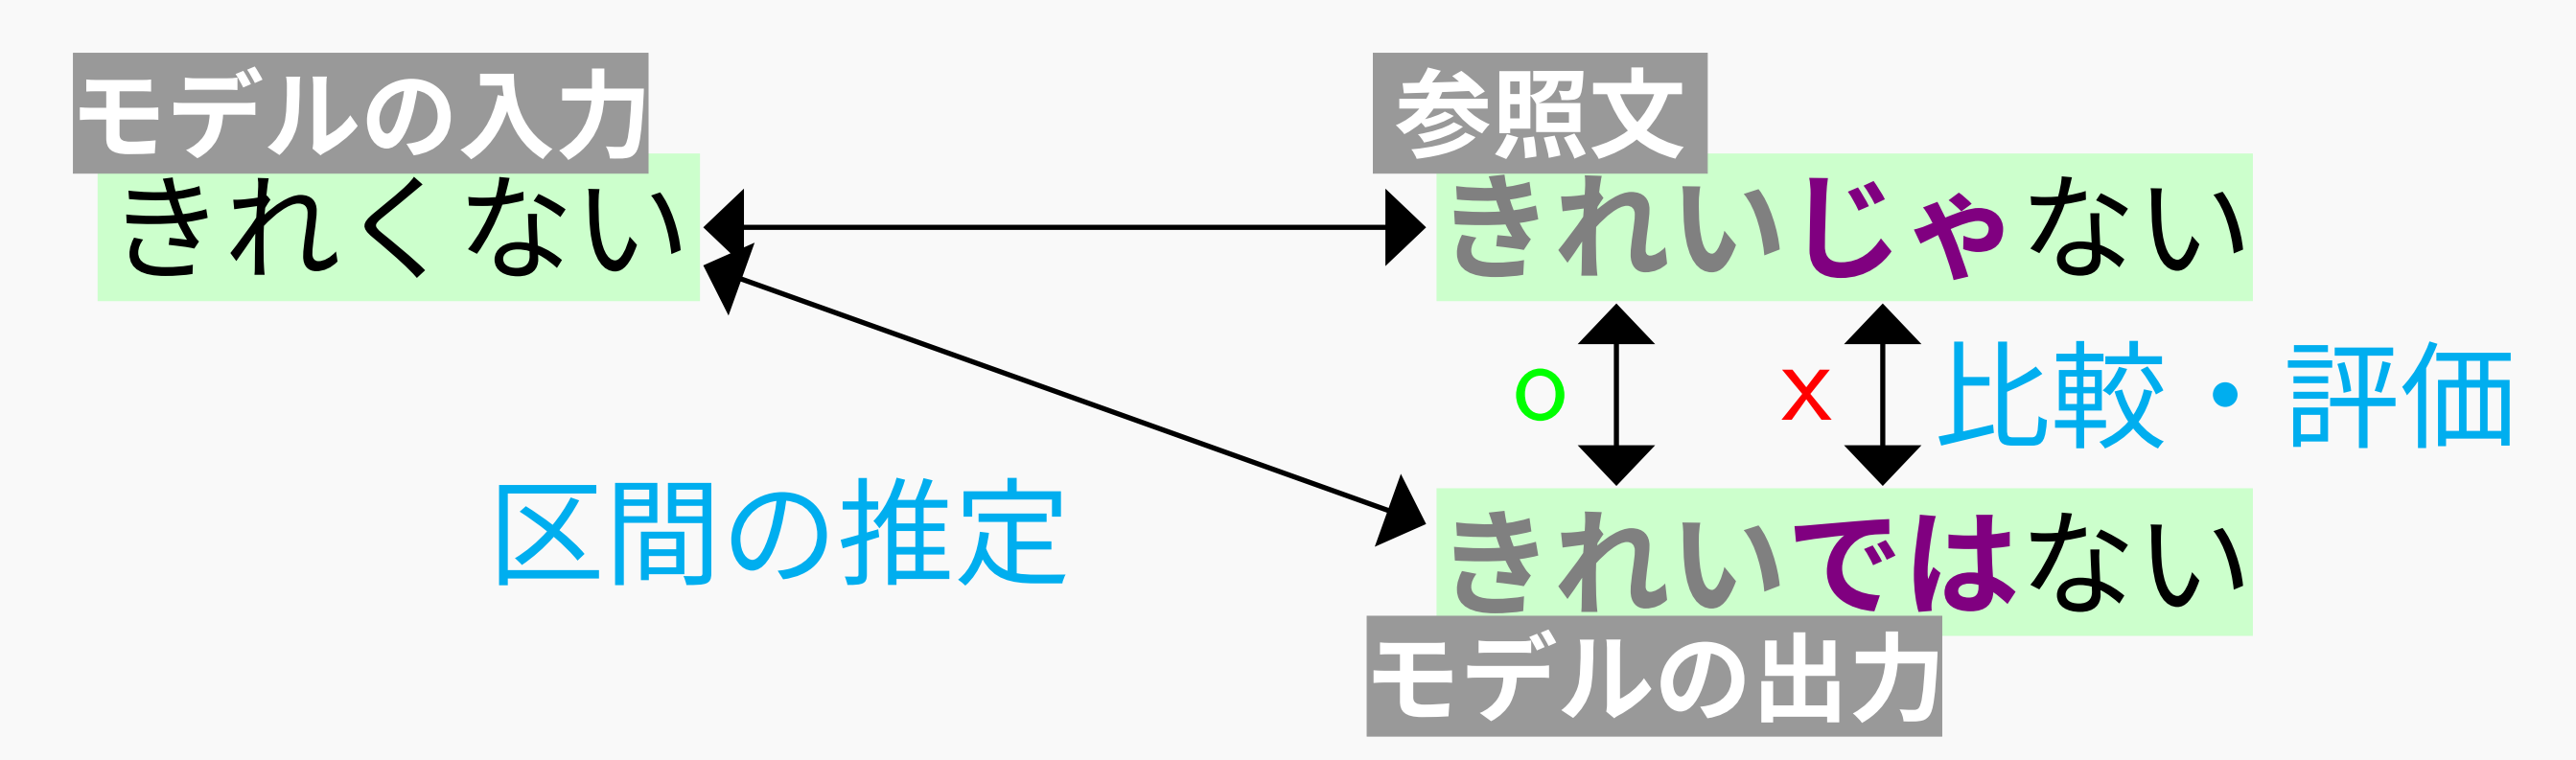 モデルの入力
きれくない
参照文
きれいじゃない
o
x
比較・評価
区間の推定
きれいではない
モデルの出力